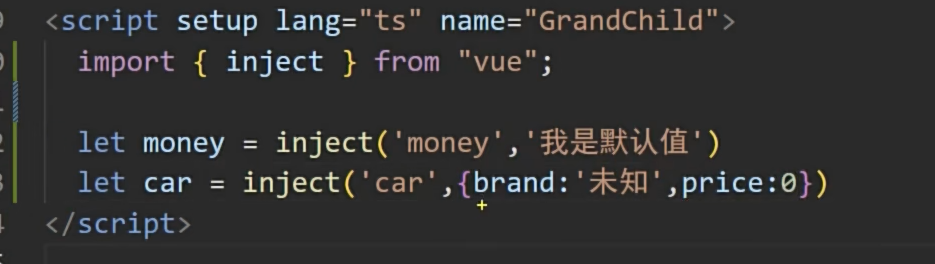 <script setup lang="ts" name="GrandChild">
import { inject } from "vue";
let money = inject('money','我是默认值')
let car = inject('car',{brand:'未知',price:0})
</script>